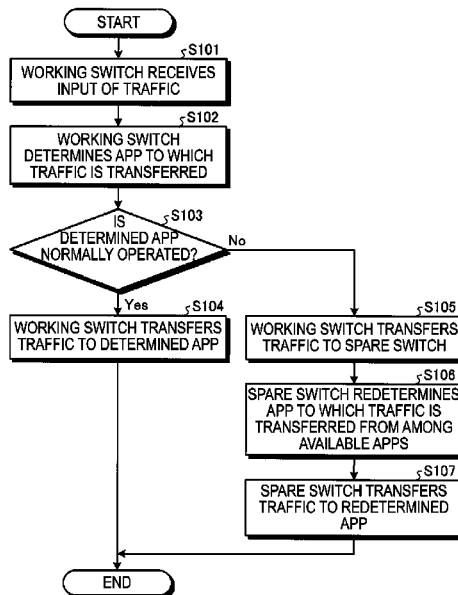 START
S101
WORKING SWITCH RECEIVES
INPUT OF TRAFFIC
S102
WORKING SWITCH
DETERMINES APP TO WHICH
TRAFFIC IS TRANSFERRED
S103
IS
DETERMINED APP
NORMALLY OPERATED?
No
Yes
S104
WORKING SWITCH TRANSFERS
TRAFFIC TO DETERMINED APP
S105
WORKING SWITCH TRANSFERS
TRAFFIC TO SPARE SWITCH
S106
SPARE SWITCH REDETERMINES
APP TO WHICH TRAFFIC IS
TRANSFERRED FROM AMONG
AVAILABLE APPS
S107
SPARE SWITCH TRANSFERS
TRAFFIC TO REDETERMINED
APP
END